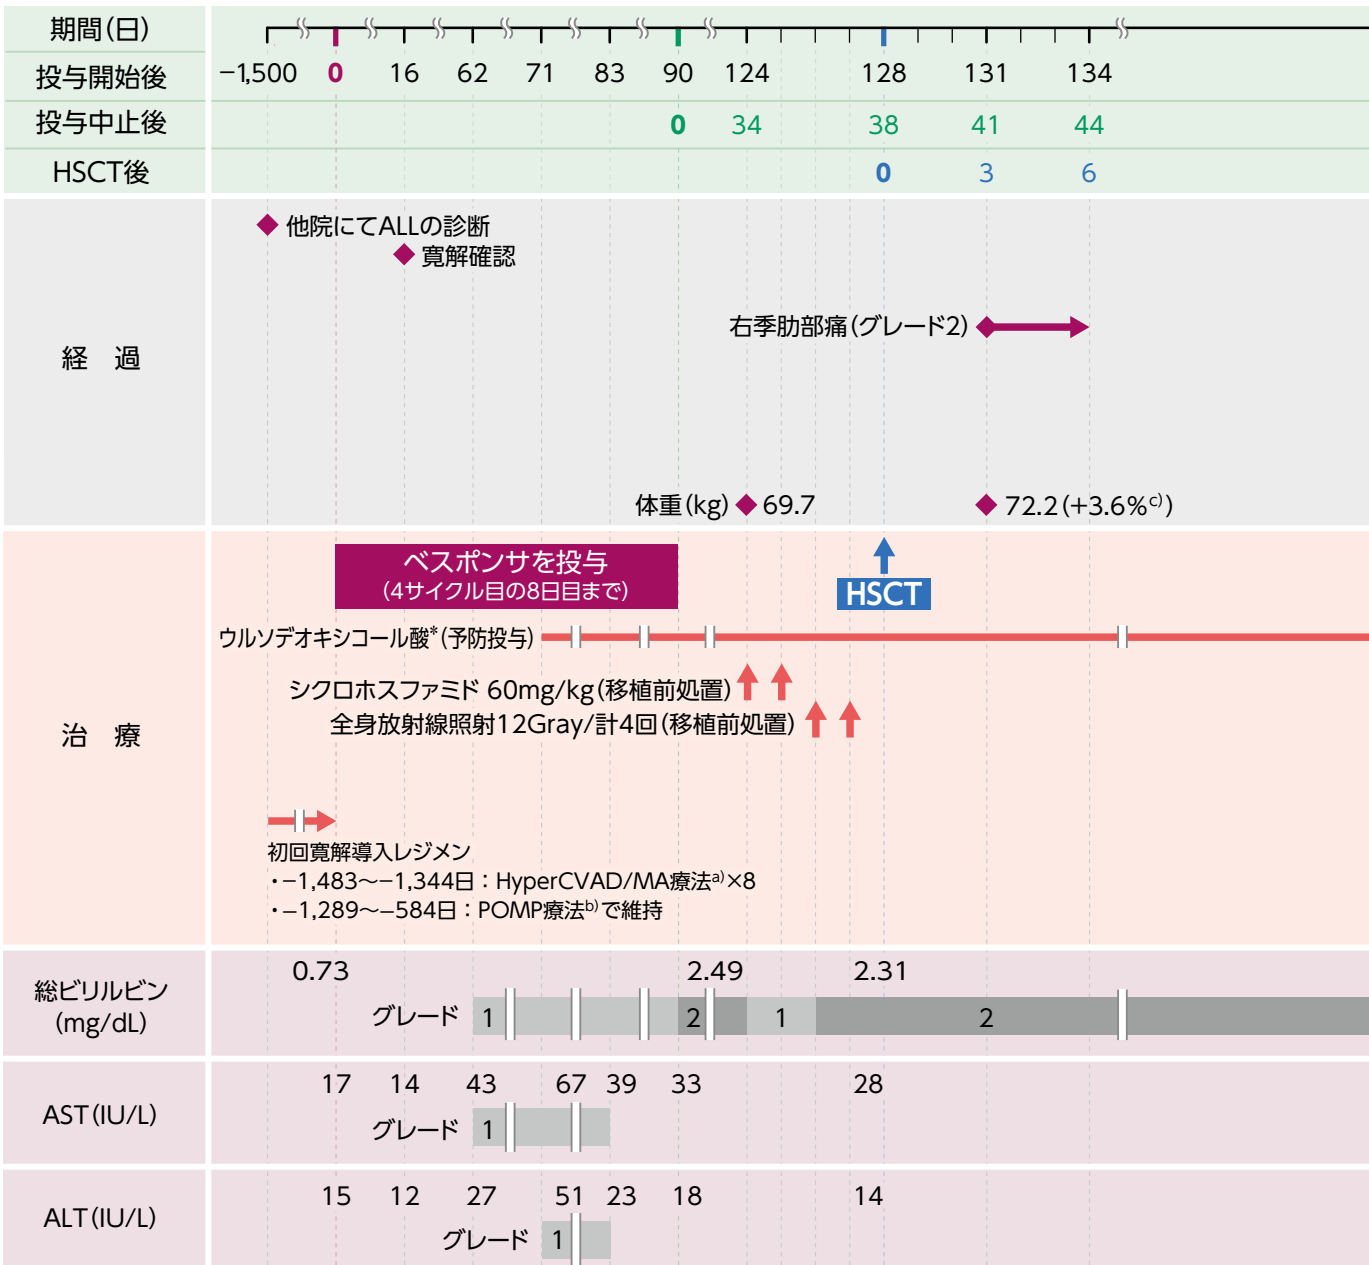 期間(日)
投与開始後 −1,500 0 16 62 71 83 90 124 128 131 134
投与中止後 0 34 38 41 44
HSCT後 0 3 6
経 過
他院にてALLの診断
寛解確認
右季肋部痛(グレード2)
体重(kg) 69.7 72.2(+3.6%c))
治 療
ベスポンサを投与
(4サイクル目の8日目まで)
HSCT
ウルソデオキシコール酸*(予防投与)
シクロホスファミド 60mg/kg(移植前処置)
全身放射線照射12Gray/計4回(移植前処置)
初回寛解導入レジメン
・−1,483〜−1,344日:HyperCVAD/MA療法a)×8
・−1,289〜−584日:POMP療法b)で維持
総ビリルビン
(mg/dL)
0.73 2.49 2.31
グレード 1 2 1 2
AST(IU/L)
17 14 43 67 39 33 28
グレード 1
ALT(IU/L)
15 12 27 51 23 18 14
グレード 1